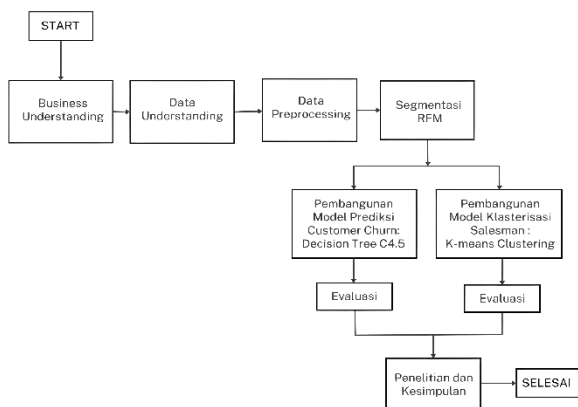 START
Business
Understanding
Data
Understanding
Data
Preprocessing
Segmentasi
RFM
Pembangunan
Model Prediksi
Customer Churn:
Decision Tree C4.5
Pembangunan
Model Klasterisasi
Salesman :
K-means Clustering
Evaluasi
Evaluasi
Penelitian dan
Kesimpulan
SELESAI